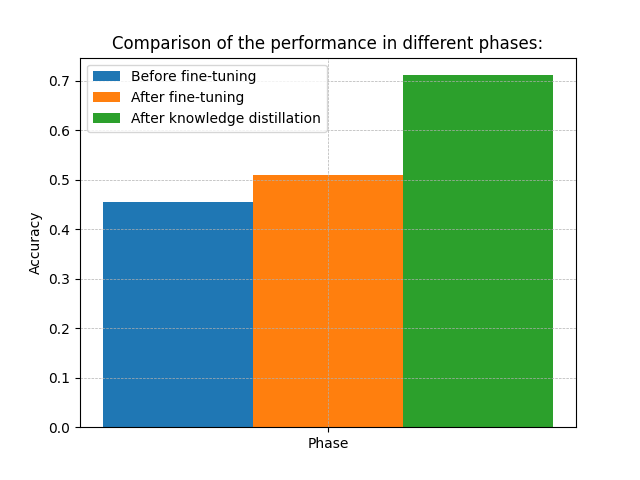 Comparison of the performance in different phases:
Before fine-tuning
After fine-tuning
After knowledge distillation
0.7
0.6
0.5
0.4
0.3
0.2
0.1
0.0
Accuracy
Phase